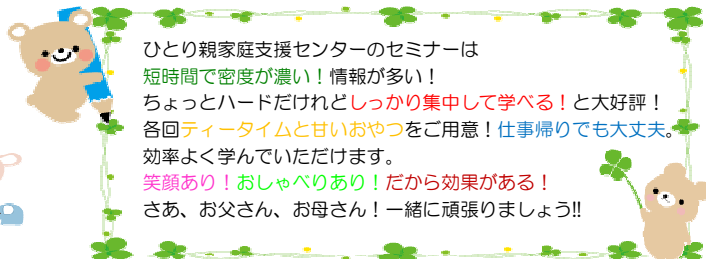 ひとり親家庭支援センターのセミナーは
短時間で密度が濃い！情報が多い！
ちょっとハードだけれどしっかり集中して学べる！と大好評！
各回ティータイムと甘いおやつをご用意！仕事帰りでも大丈夫。
効率よく学んでいただけます。
笑顔あり！おしゃべりあり！だから効果がある！
さあ、お父さん、お母さん！一緒に頑張りましょう!!